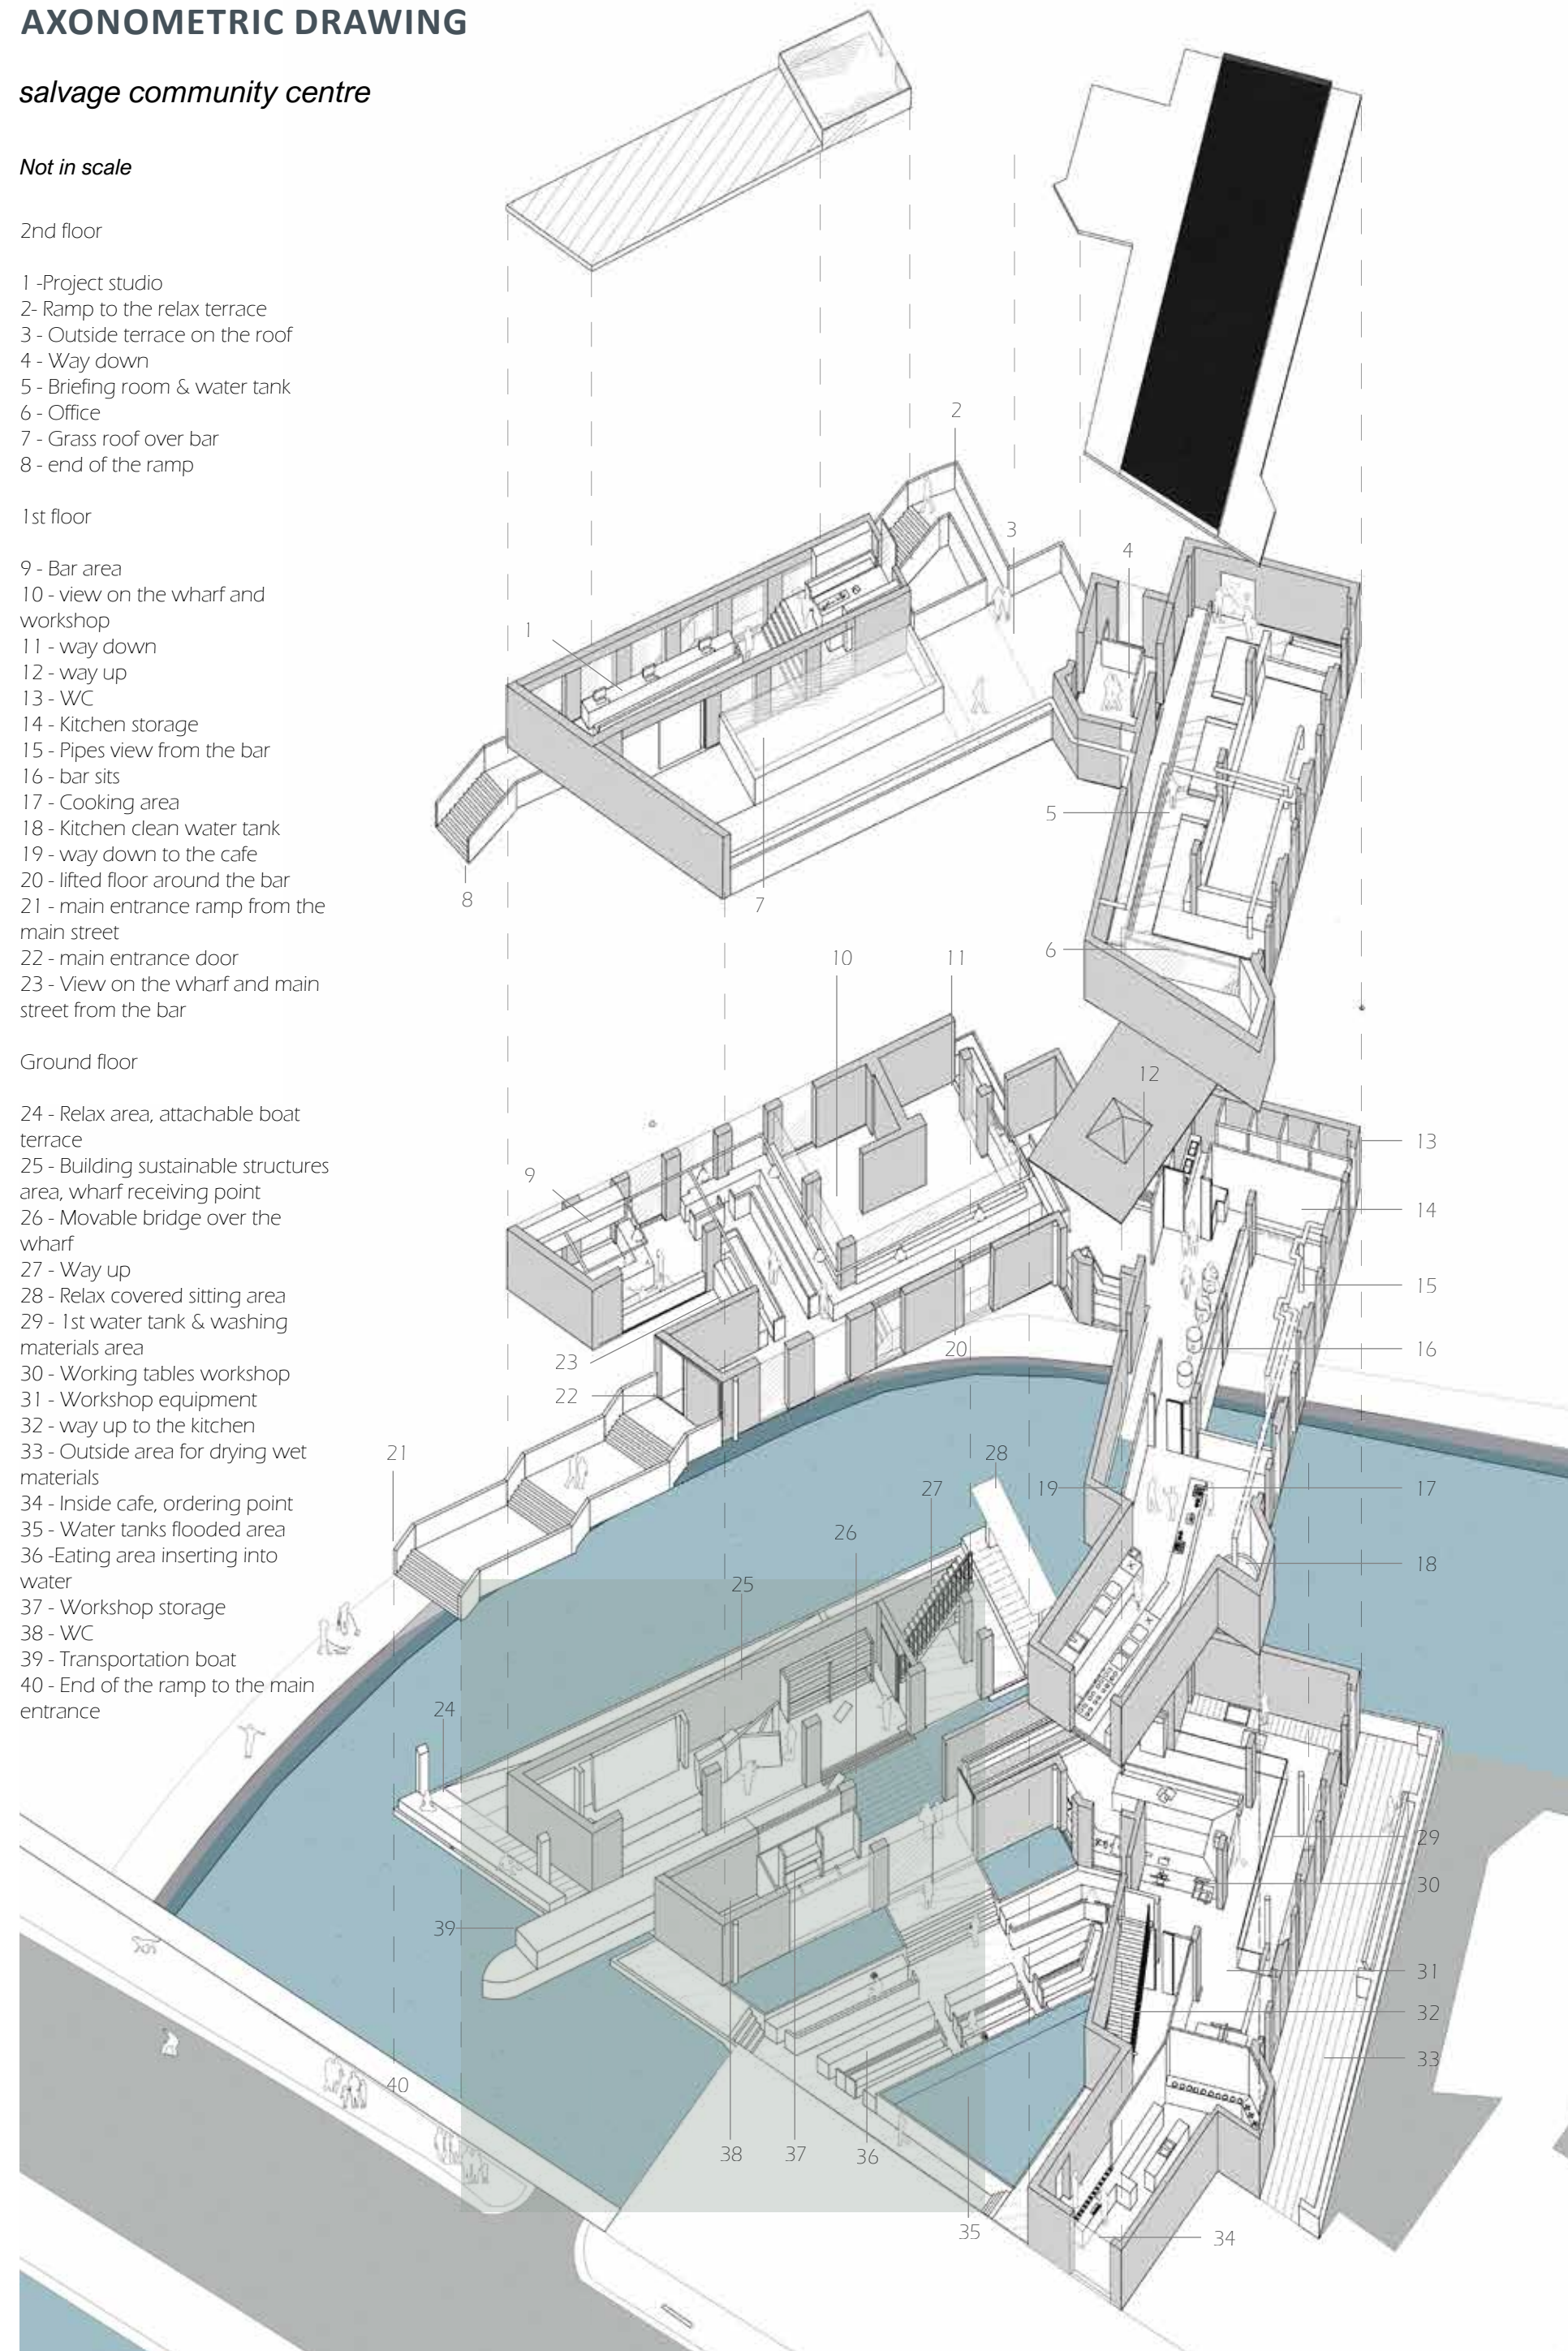 AXONOMETRIC DRAWING
salvage community centre
Not in scale
2nd floor
1 -Project studio
2- Ramp to the relax terrace
3 - Outside terrace on the roof
4 - Way down
5 - Briefing room & water tank
6 - Office
7 - Grass roof over bar
8 - end of the ramp
1st floor
9 - Bar area
10 - view on the wharf and
workshop
11 - way down
12 - way up
13 - WC
14 - Kitchen storage
15 - Pipes view from the bar
16 - bar sits
17 - Cooking area
18 - Kitchen clean water tank
19 - way down to the cafe
20 - lifted floor around the bar
21 - main entrance ramp from the
main street
22 - main entrance door
23 - View on the wharf and main
street from the bar
Ground floor
24 - Relax area, attachable boat
terrace
25 - Building sustainable structures
area, wharf receiving point
26 - Movable bridge over the
wharf
27 - Way up
28 - Relax covered sitting area
29 - 1st water tank & washing
materials area
30 - Working tables workshop
31 - Workshop equipment
32 - way up to the kitchen
33 - Outside area for drying wet
materials
34 - Inside cafe, ordering point
35 - Water tanks flooded area
36 -Eating area inserting into
water
37 - Workshop storage
38 - WC
39 - Transportation boat
40 - End of the ramp to the main
entrance
2
3
4
1
5
8
7
6
10
11
12
13
9
14
15
20
16
23
22
21
28
19
27
17
26
18
25
24
29
30
39
31
32
33
40
38
37
36
35
34